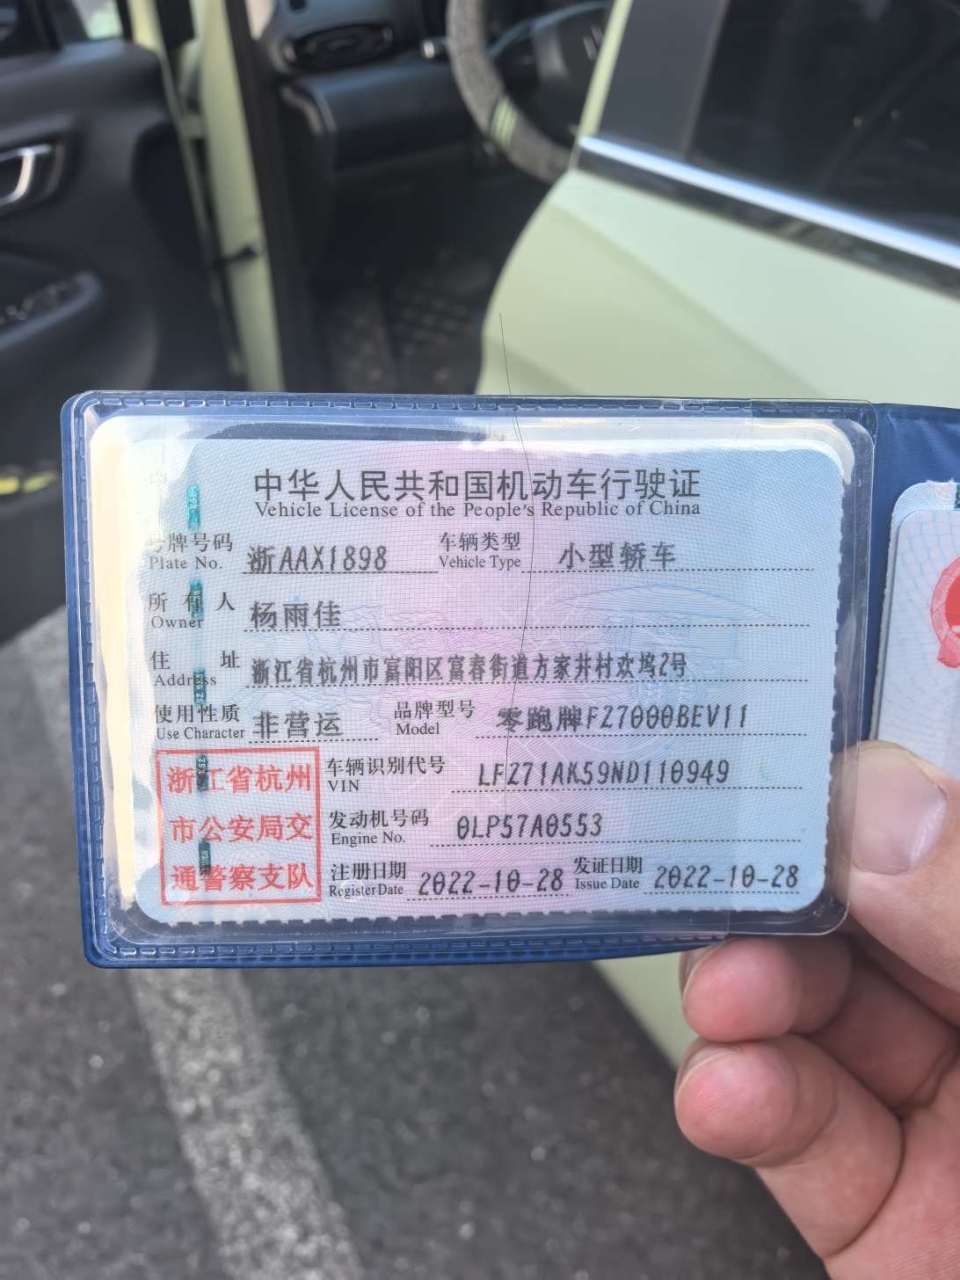 中华人民共和国机动车行驶证
Vehicle License of the People's Republic of China
号牌号码 浙AAX1898 车辆类型 小型轿车
Plate No. Vehicle Type
所有人 杨雨佳
Owner
住址 浙江省杭州市富阳区富春街道方家井村欢坞2号
Address
使用性质 非营运 品牌型号 零跑牌FZ7000BEV11
Use Character Model
浙江省杭州
市公安局交
通警察支队
车辆识别代号 LFZ71AK59ND110949
VIN
发动机号码 0LP57A0553
Engine No.
注册日期 2022-10-28 发证日期 2022-10-28
Register Date Issue Date